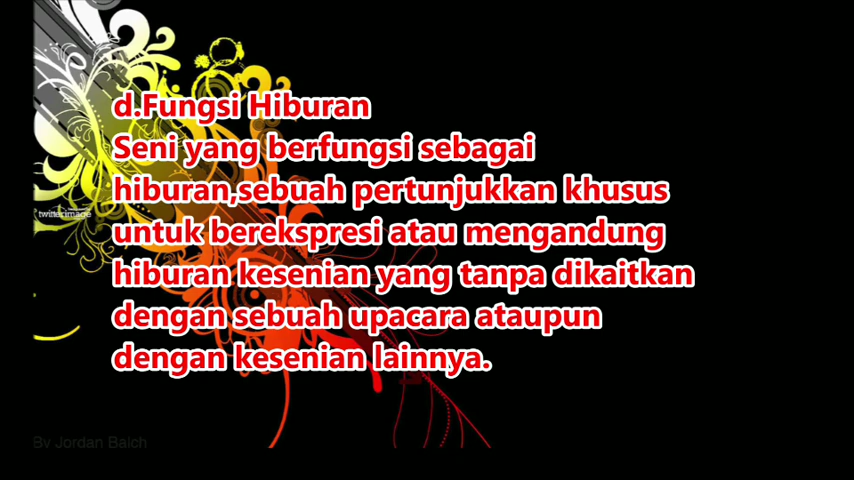 d.Fungsi Hiburan
Seni yang berfungsi sebagai
hiburan,sebuah pertunjukkan khusus
untuk berekspresi atau mengandung
hiburan kesenian yang tanpa dikaitkan
dengan sebuah upacara ataupun
dengan kesenian lainnya.
twitterimage
By Jordan Balch